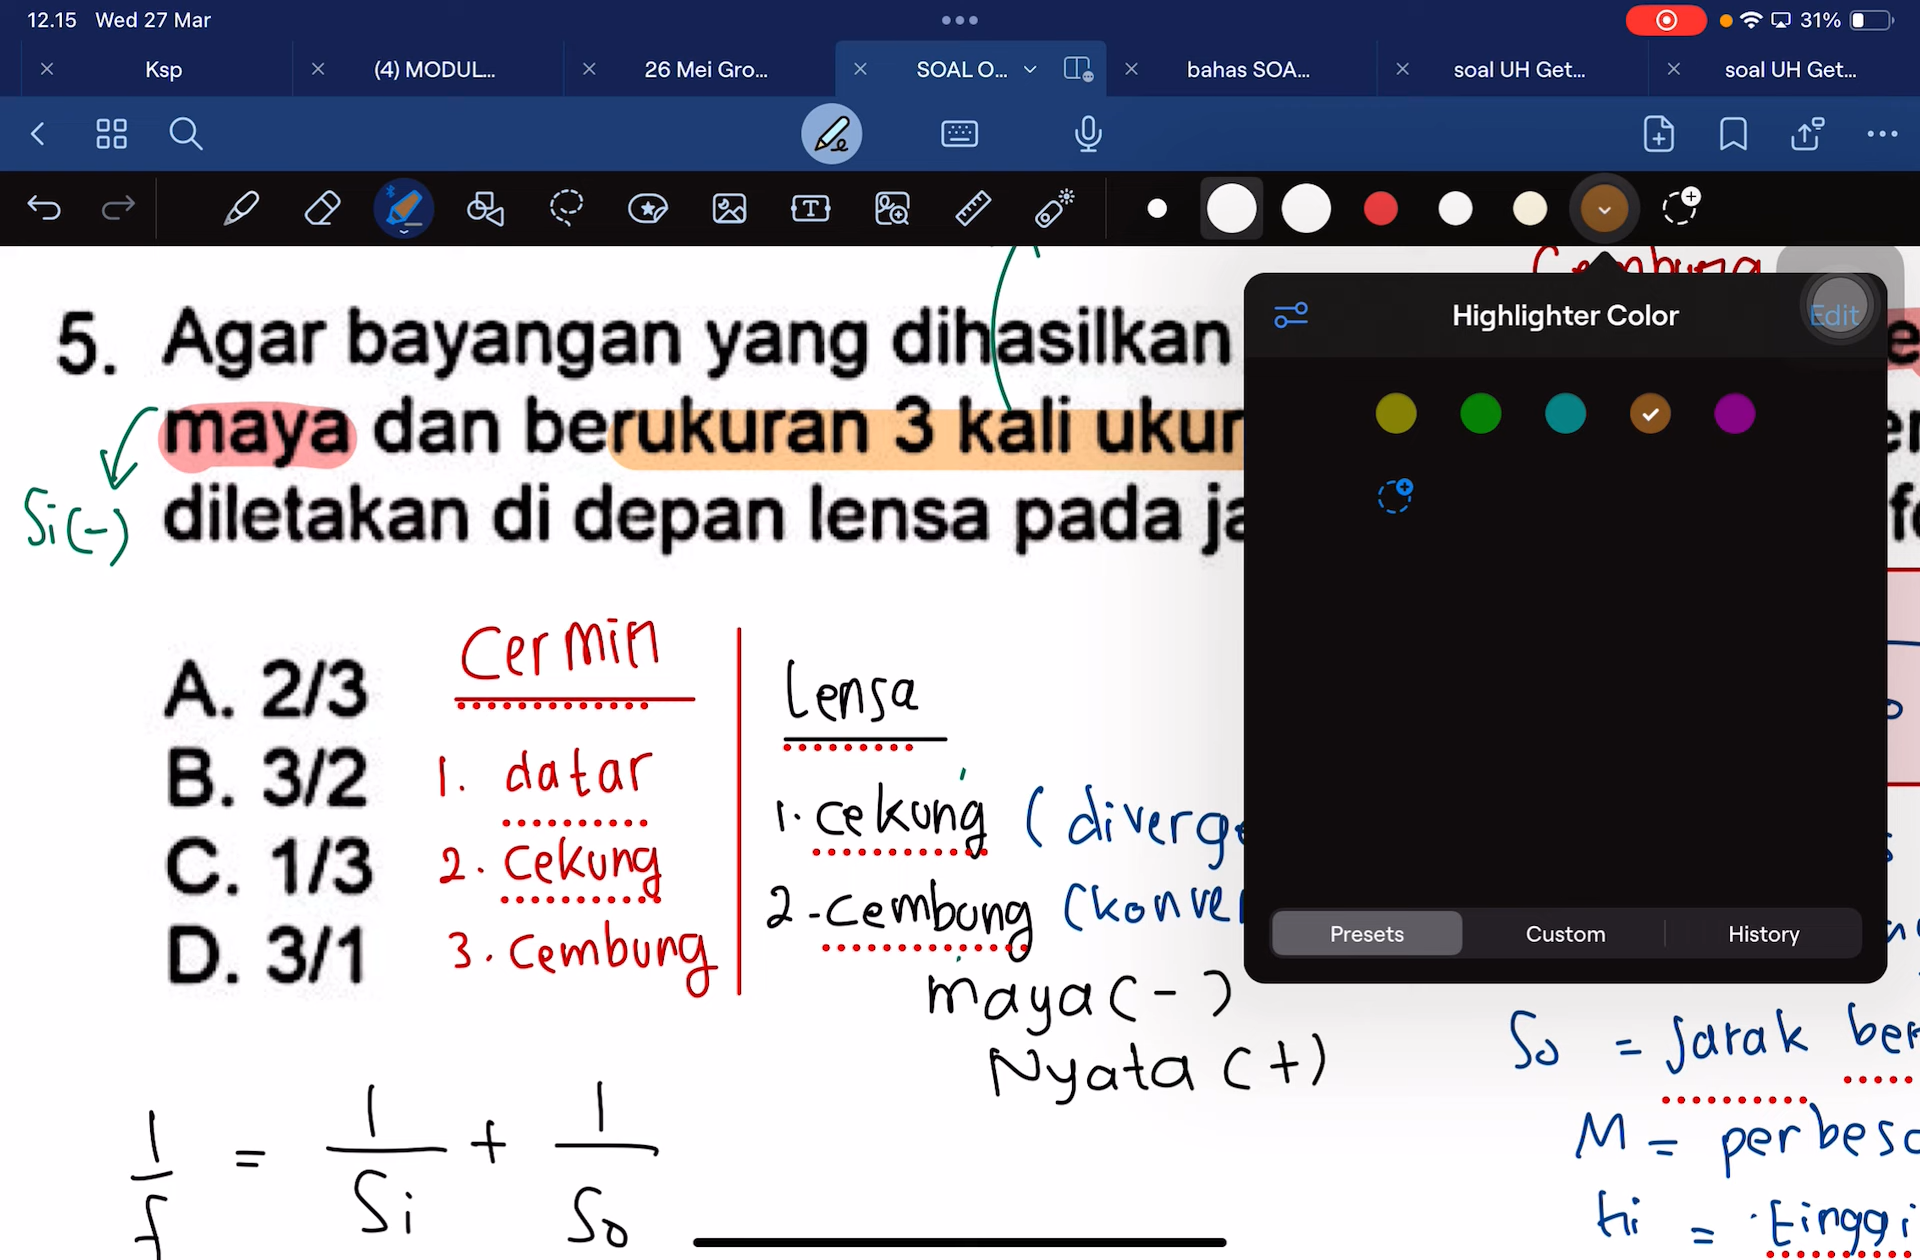 12.15 Wed 27 Mar
31%
Ksp
(4) MODUL...
26 Mei Gro...
SOAL O...
bahas SOA...
soal UH Get...
soal UH Get...
Highlighter Color
Edit
Presets
Custom
History
5. Agar bayangan yang dihasilkan
maya dan berukuran 3 kali ukur
Si (-)
diletakan di depan lensa pada ja
A. 2/3
B. 3/2
C. 1/3
D. 3/1
Cermin
1. datar
2. Cekung
3. Cembung
Lensa
1. cekung (diverge
2-cembung (konver
maya (-)
Nyata (+)
1/f = 1/Si + 1/So
So = Jarak ber
M = perbesa
hi = tinggi